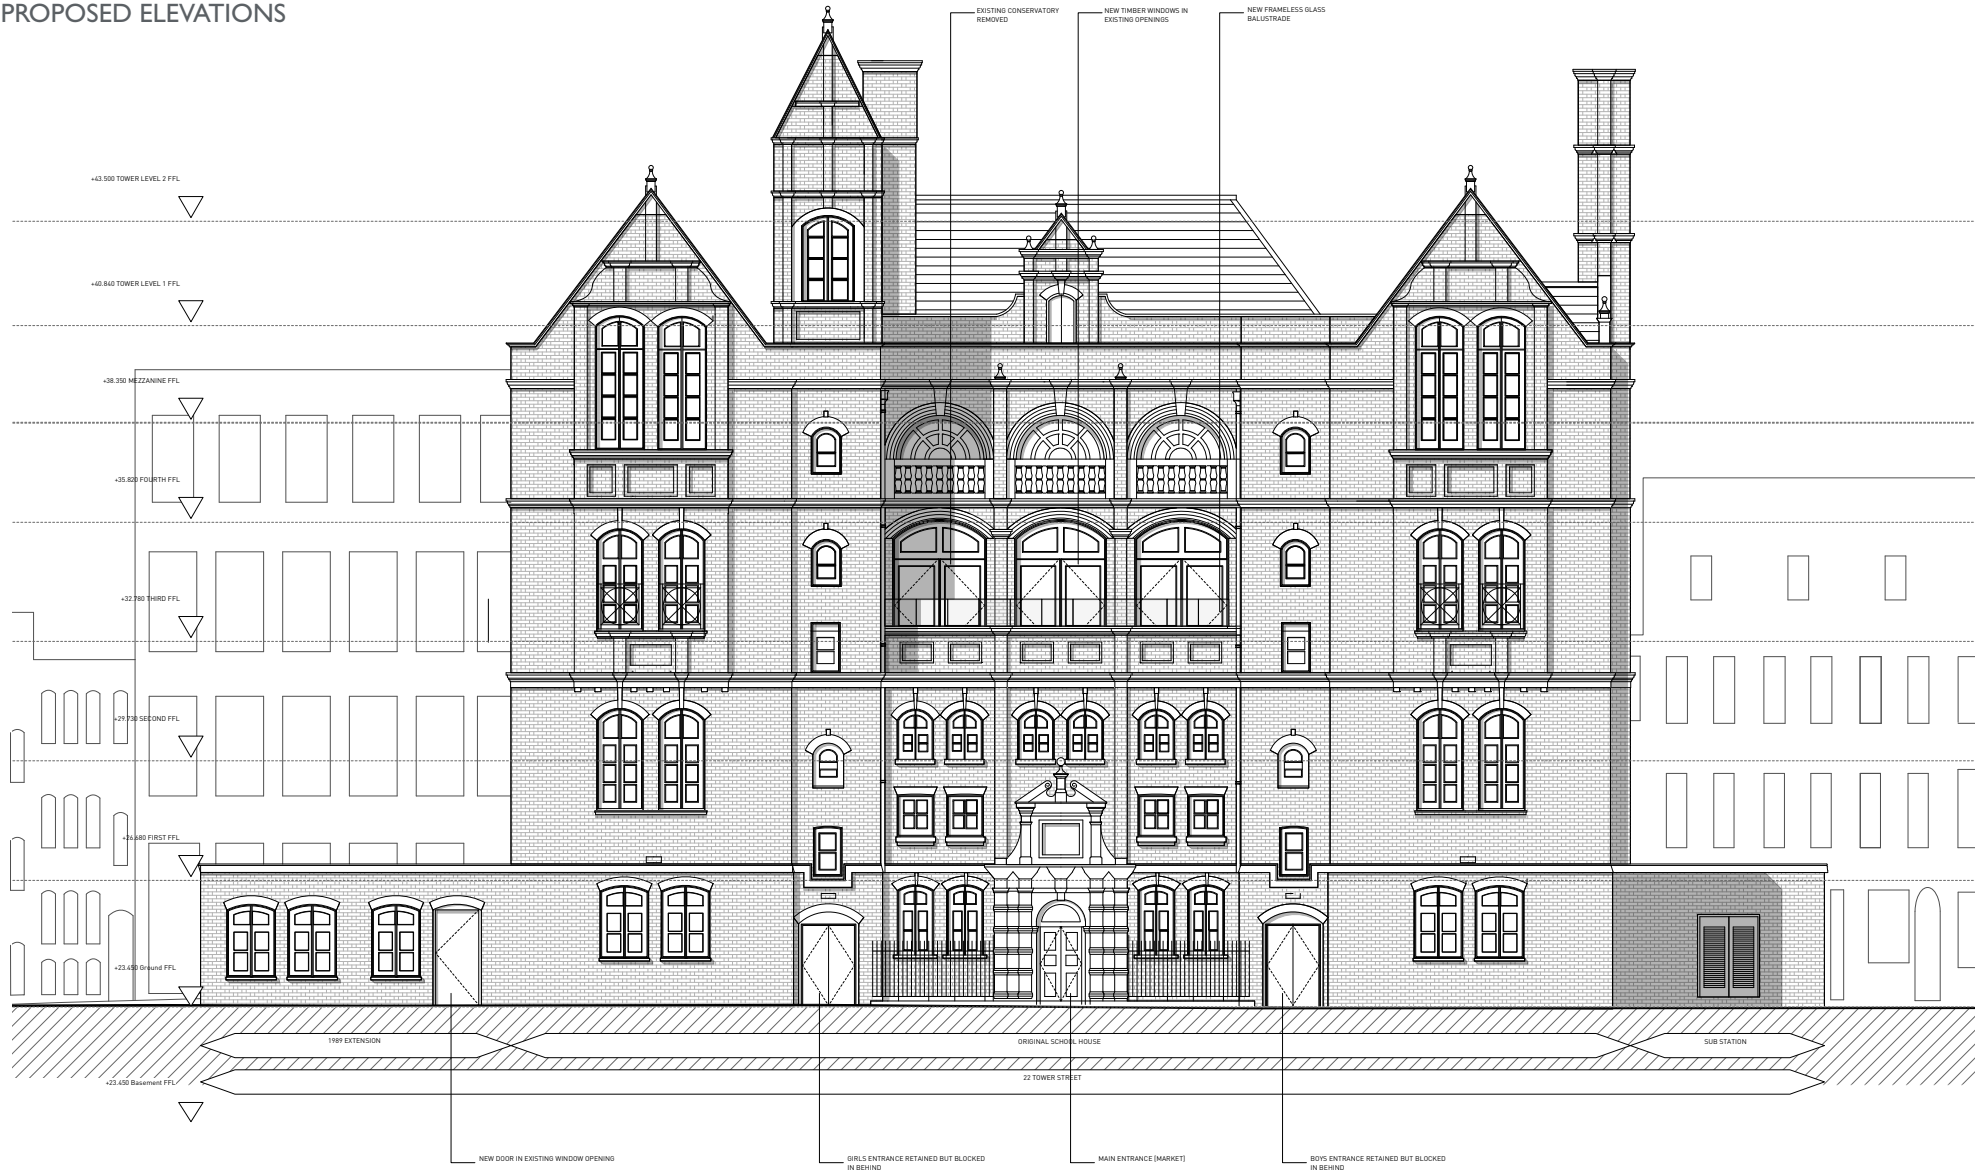 PROPOSED ELEVATIONS
EXISTING CONSERVATORY
REMOVED
NEW TIMBER WINDOWS IN
EXISTING OPENINGS
NEW FRAMELESS GLASS
BALUSTRADE
+43.500 TOWER LEVEL 2 FFL
+40.840 TOWER LEVEL 1 FFL
+38.350 MEZZANINE FFL
+35.820 FOURTH FFL
+32.780 THIRD FFL
+29.730 SECOND FFL
+26.680 FIRST FFL
+23.450 Ground FFL
1989 EXTENSION
ORIGINAL SCHOOL HOUSE
SUB STATION
22 TOWER STREET
+23.450 Basement FFL
NEW DOOR IN EXISTING WINDOW OPENING
GIRLS ENTRANCE RETAINED BUT BLOCKED
IN BEHIND
MAIN ENTRANCE (MARKET)
BOYS ENTRANCE RETAINED BUT BLOCKED
IN BEHIND